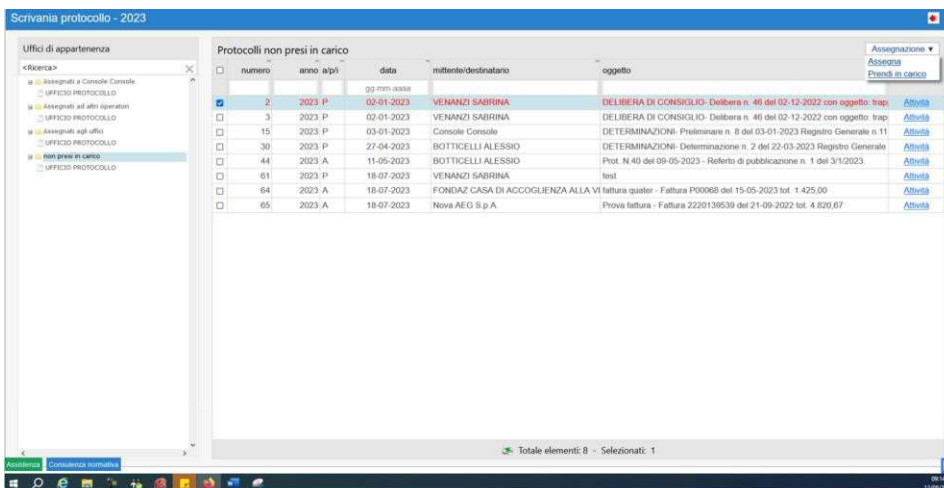 Scrivania protocollo - 2023
Uffici di appartenenza
<Ricerca>
Assegnati a Console Console
UFFICIO PROTOCOLLO
Assegnati ad altri operatori
UFFICIO PROTOCOLLO
Assegnati agli uffici
UFFICIO PROTOCOLLO
non presi in carico
UFFICIO PROTOCOLLO
Protocolli non presi in carico
Assegnazione ▼
Assegna
Prendi in carico
numero anno a/p/i data mittente/destinatario oggetto
gg-mm-aaaa
2 2023 P 02-01-2023 VENANZI SABRINA DELIBERA DI CONSIGLIO- Delibera n. 46 del 02-12-2022 con oggetto: trap Attività
3 2023 P 02-01-2023 VENANZI SABRINA DELIBERA DI CONSIGLIO- Delibera n. 46 del 02-12-2022 con oggetto: trap Attività
15 2023 P 03-01-2023 Console Console DETERMINAZIONI- Preliminare n. 8 del 03-01-2023 Registro Generale n.11 Attività
30 2023 P 27-04-2023 BOTTICELLI ALESSIO DETERMINAZIONI- Determinazione n. 2 del 22-03-2023 Registro Generale Attività
44 2023 A 11-05-2023 BOTTICELLI ALESSIO Prot. N.40 del 09-05-2023 - Referto di pubblicazione n. 1 del 3/1/2023. Attività
61 2023 P 18-07-2023 VENANZI SABRINA test Attività
64 2023 A 18-07-2023 FONDAZ CASA DI ACCOGLIENZA ALLA VI fattura quater - Fattura P00068 del 15-05-2023 tot. 1.425,00 Attività
65 2023 A 18-07-2023 Nova AEG S.p.A. Prova fattura - Fattura 2220139539 del 21-09-2022 tot. 4.820,67 Attività
Totale elementi: 8 - Selezionati: 1
Assistenza Consulenza normativa